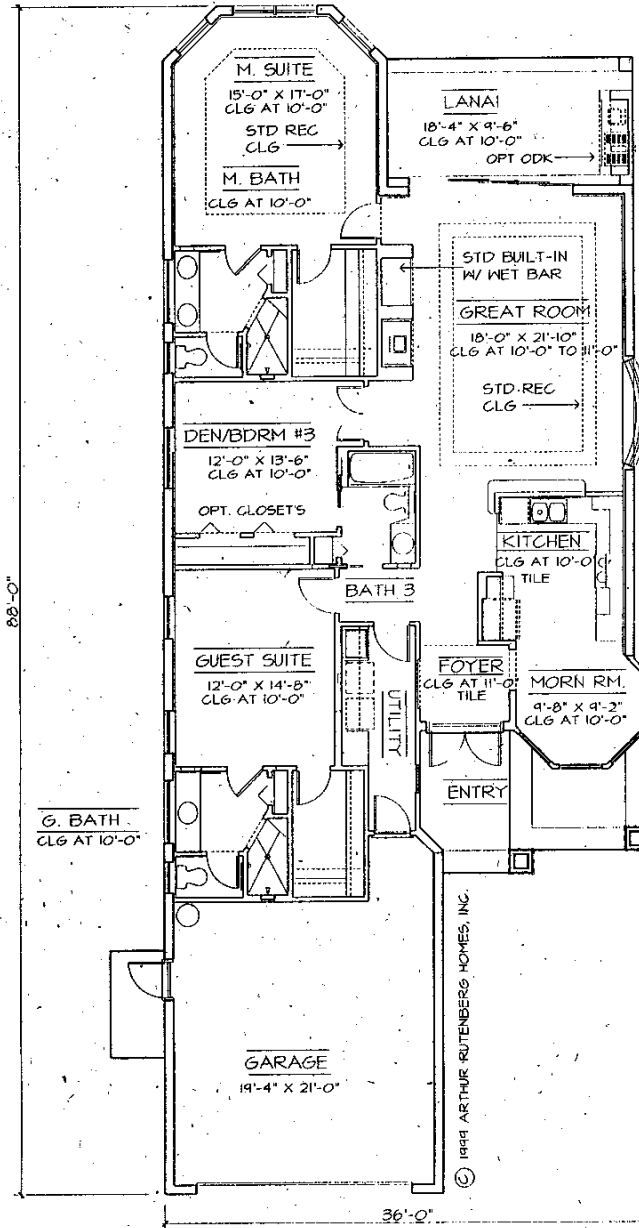 M. SUITE
15'-0" X 17'-0"
CLG AT 10'-0"
STD REC
CLG
M. BATH
CLG AT 10'-0"
LANAI
18'-4" X 9'-6"
CLG AT 10'-0"
OPT ODK
STD BUILT-IN
W/ WET BAR
GREAT ROOM
18'-0" X 21'-10"
CLG AT 10'-0" TO 11'-0"
STD REC
CLG
DEN/BDRM #3
12'-0" X 13'-6"
CLG AT 10'-0"
OPT. CLOSETS
KITCHEN
CLG AT 10'-0"
TILE
BATH 3
88'-0"
GUEST SUITE
12'-0" X 14'-8"
CLG AT 10'-0"
UTILITY
FOYER
CLG AT 11'-0"
TILE
MORN RM.
9'-8" X 9'-2"
CLG AT 10'-0"
ENTRY
G. BATH
CLG AT 10'-0"
GARAGE
19'-4" X 21'-0"
© 1999 ARTHUR RUTENBERG HOMES, INC.
36'-0"